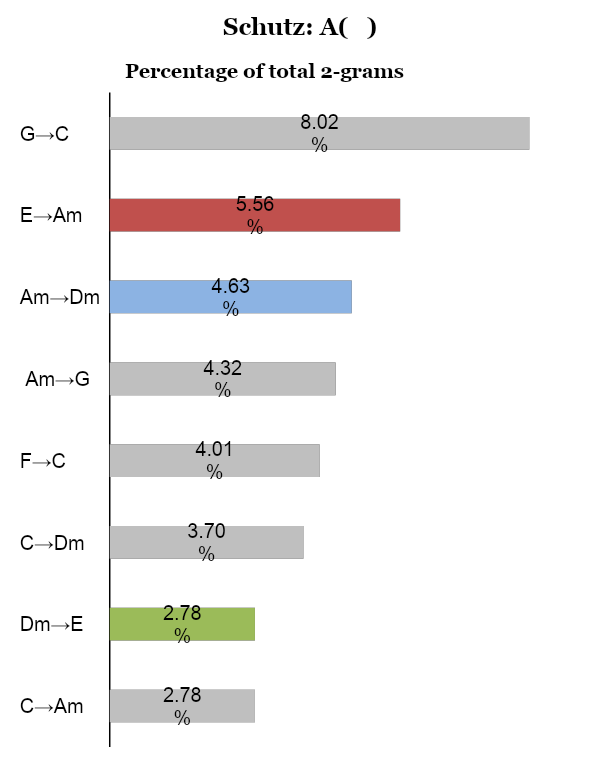 Schutz: A(  )
Percentage of total 2-grams
G→C
8.02
%
E→Am
5.56
%
Am→Dm
4.63
%
Am→G
4.32
%
F→C
4.01
%
C→Dm
3.70
%
Dm→E
2.78
%
C→Am
2.78
%